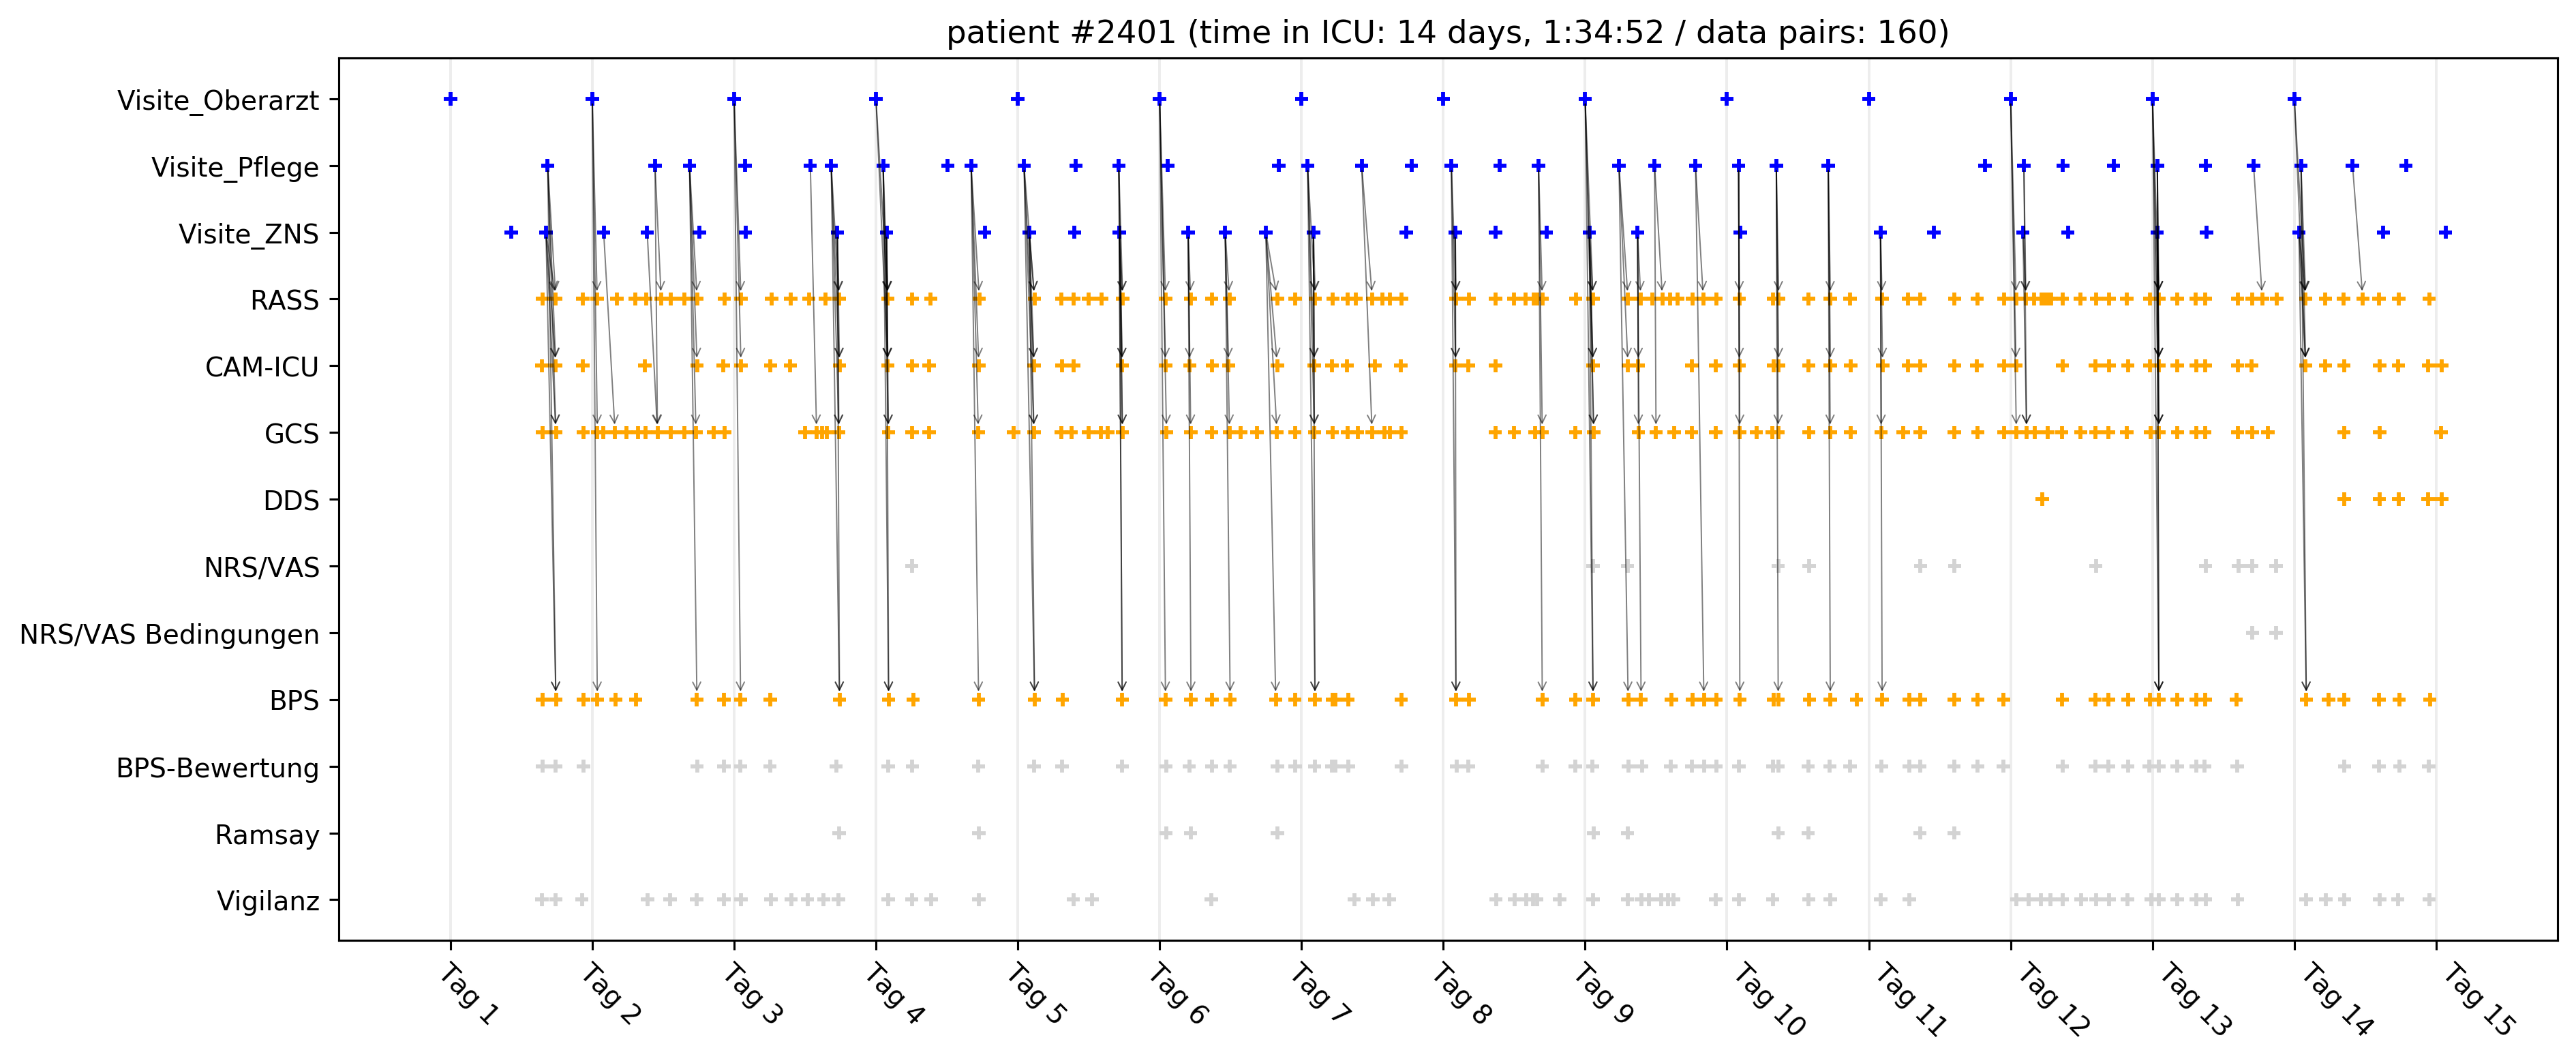 patient #2401 (time in ICU: 14 days, 1:34:52 / data pairs: 160)
Visite_Oberarzt
Visite_Pflege
Visite_ZNS
RASS
CAM-ICU
GCS
DDS
NRS/VAS
NRS/VAS Bedingungen
BPS
BPS-Bewertung
Ramsay
Vigilanz
Tag 1
Tag 2
Tag 3
Tag 4
Tag 5
Tag 6
Tag 7
Tag 8
Tag 9
Tag 10
Tag 11
Tag 12
Tag 13
Tag 14
Tag 15